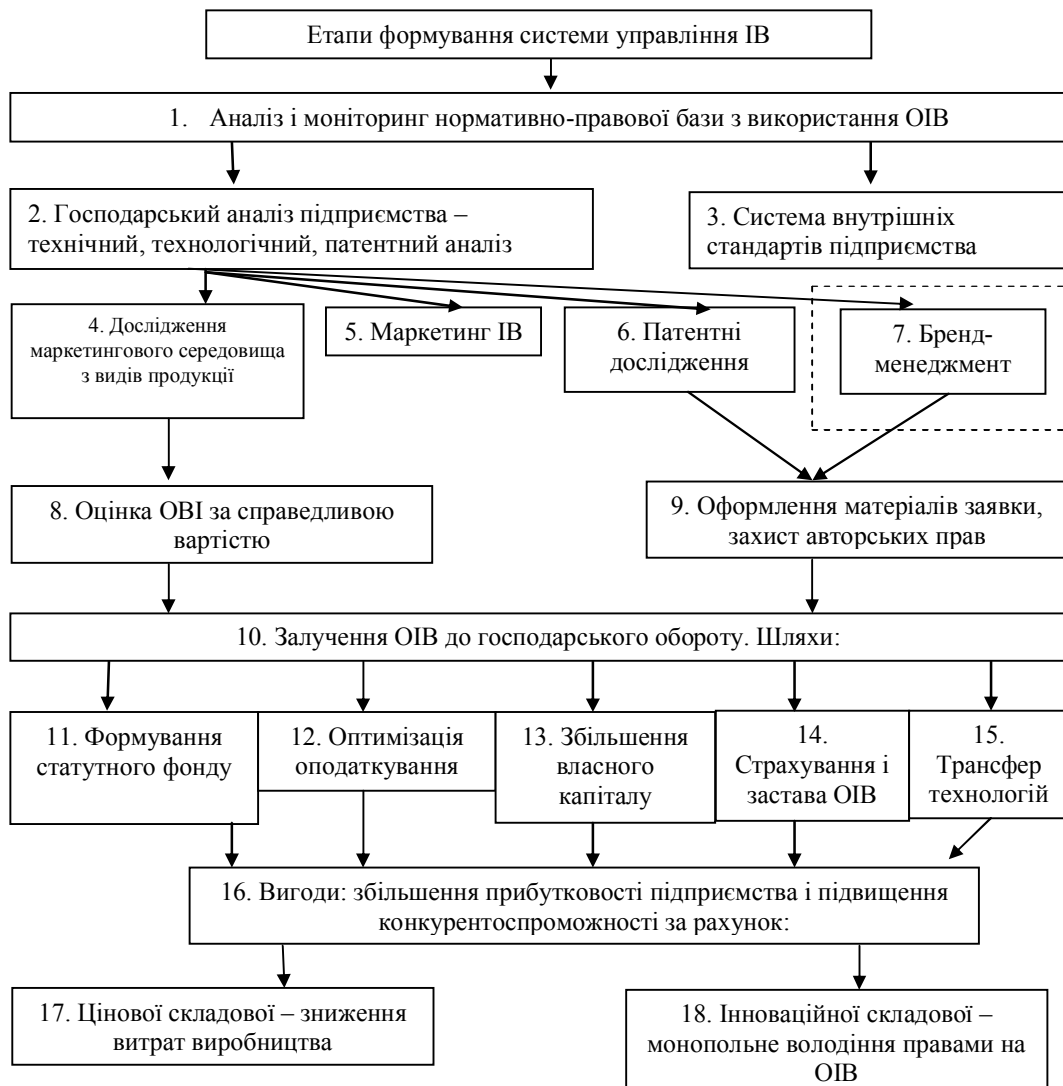 Етапи формування системи управління ІВ
1. Аналіз і моніторинг нормативно-правової бази з використання ОІВ
2. Господарський аналіз підприємства –
технічний, технологічний, патентний аналіз
3. Система внутрішніх
стандартів підприємства
4. Дослідження
маркетингового середовища
з видів продукції
5. Маркетинг ІВ
6. Патентні
дослідження
7. Бренд-
менеджмент
8. Оцінка ОВІ за справедливою
вартістю
9. Оформлення матеріалів заявки,
захист авторських прав
10. Залучення ОІВ до господарського обороту. Шляхи:
11. Формування
статутного фонду
12. Оптимізація
оподаткування
13. Збільшення
власного
капіталу
14.
Страхування і
застава ОІВ
15.
Трансфер
технологій
16. Вигоди: збільшення прибутковості підприємства і підвищення
конкурентоспроможності за рахунок:
17. Цінової складової – зниження
витрат виробництва
18. Інноваційної складової –
монопольне володіння правами на
ОІВ